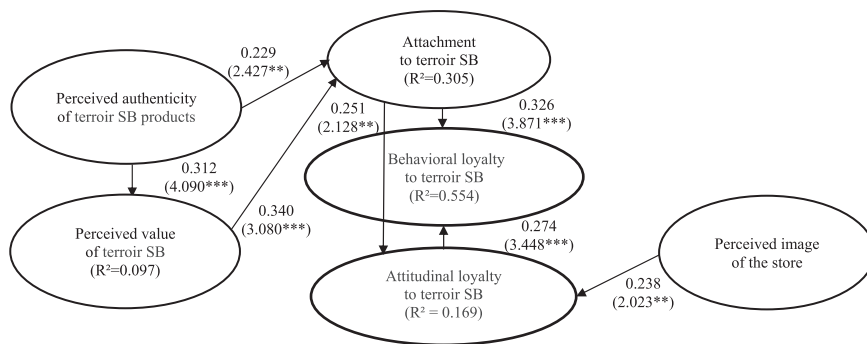 0.229
(2.427**)
Attachment
to terroir SB
(R²=0.305)
Perceived authenticity
of terroir SB products
0.251
(2.128**)
0.326
(3.871***)
0.312
(4.090***)
Behavioral loyalty
to terroir SB
(R²=0.554)
Perceived value
of terroir SB
(R²=0.097)
0.340
(3.080***)
0.274
(3.448***)
Perceived image
of the store
Attitudinal loyalty
to terroir SB
(R² = 0.169)
0.238
(2.023**)